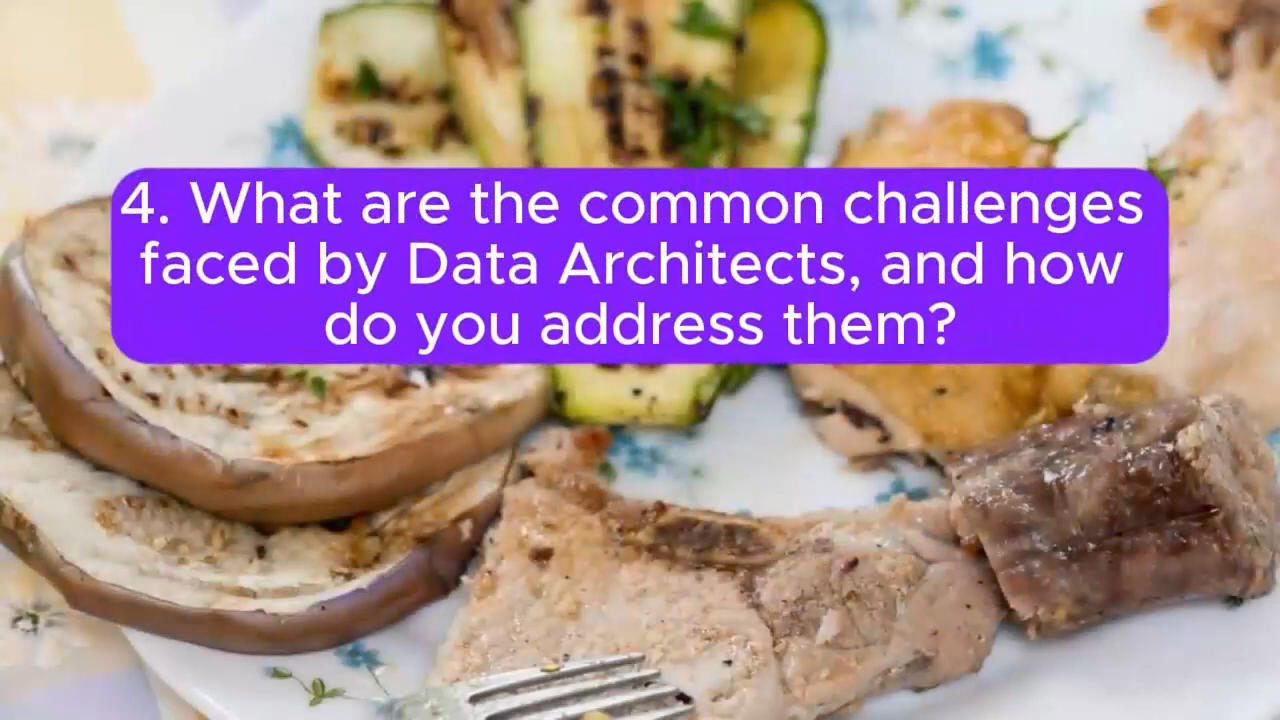 4. What are the common challenges
faced by Data Architects, and how
do you address them?